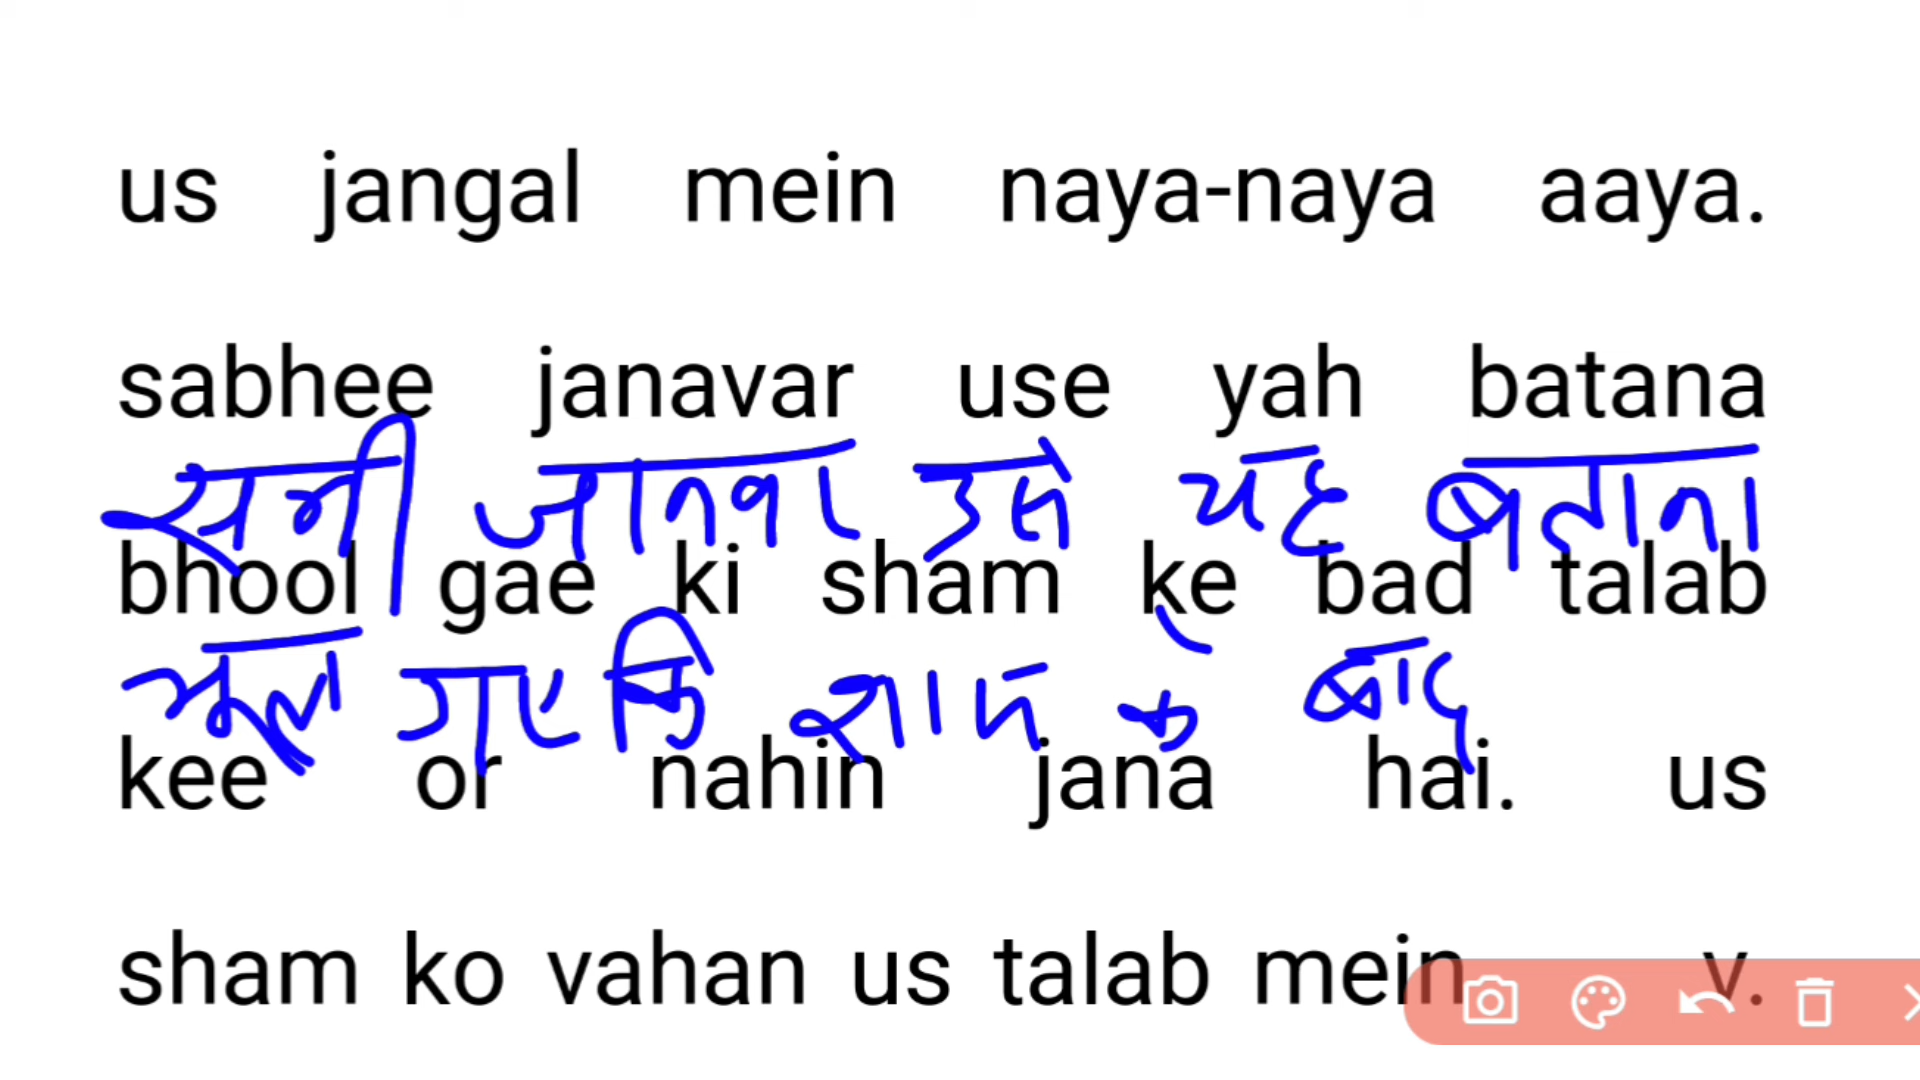 us jangal mein naya-naya aaya.
sabhee janavar use yah batana
सभी जानवर उसे यह बताना
bhool gae ki sham ke bad talab
भूल गए कि शाम के बाद
kee or nahin jana hai. us
sham ko vahan us talab mein v.